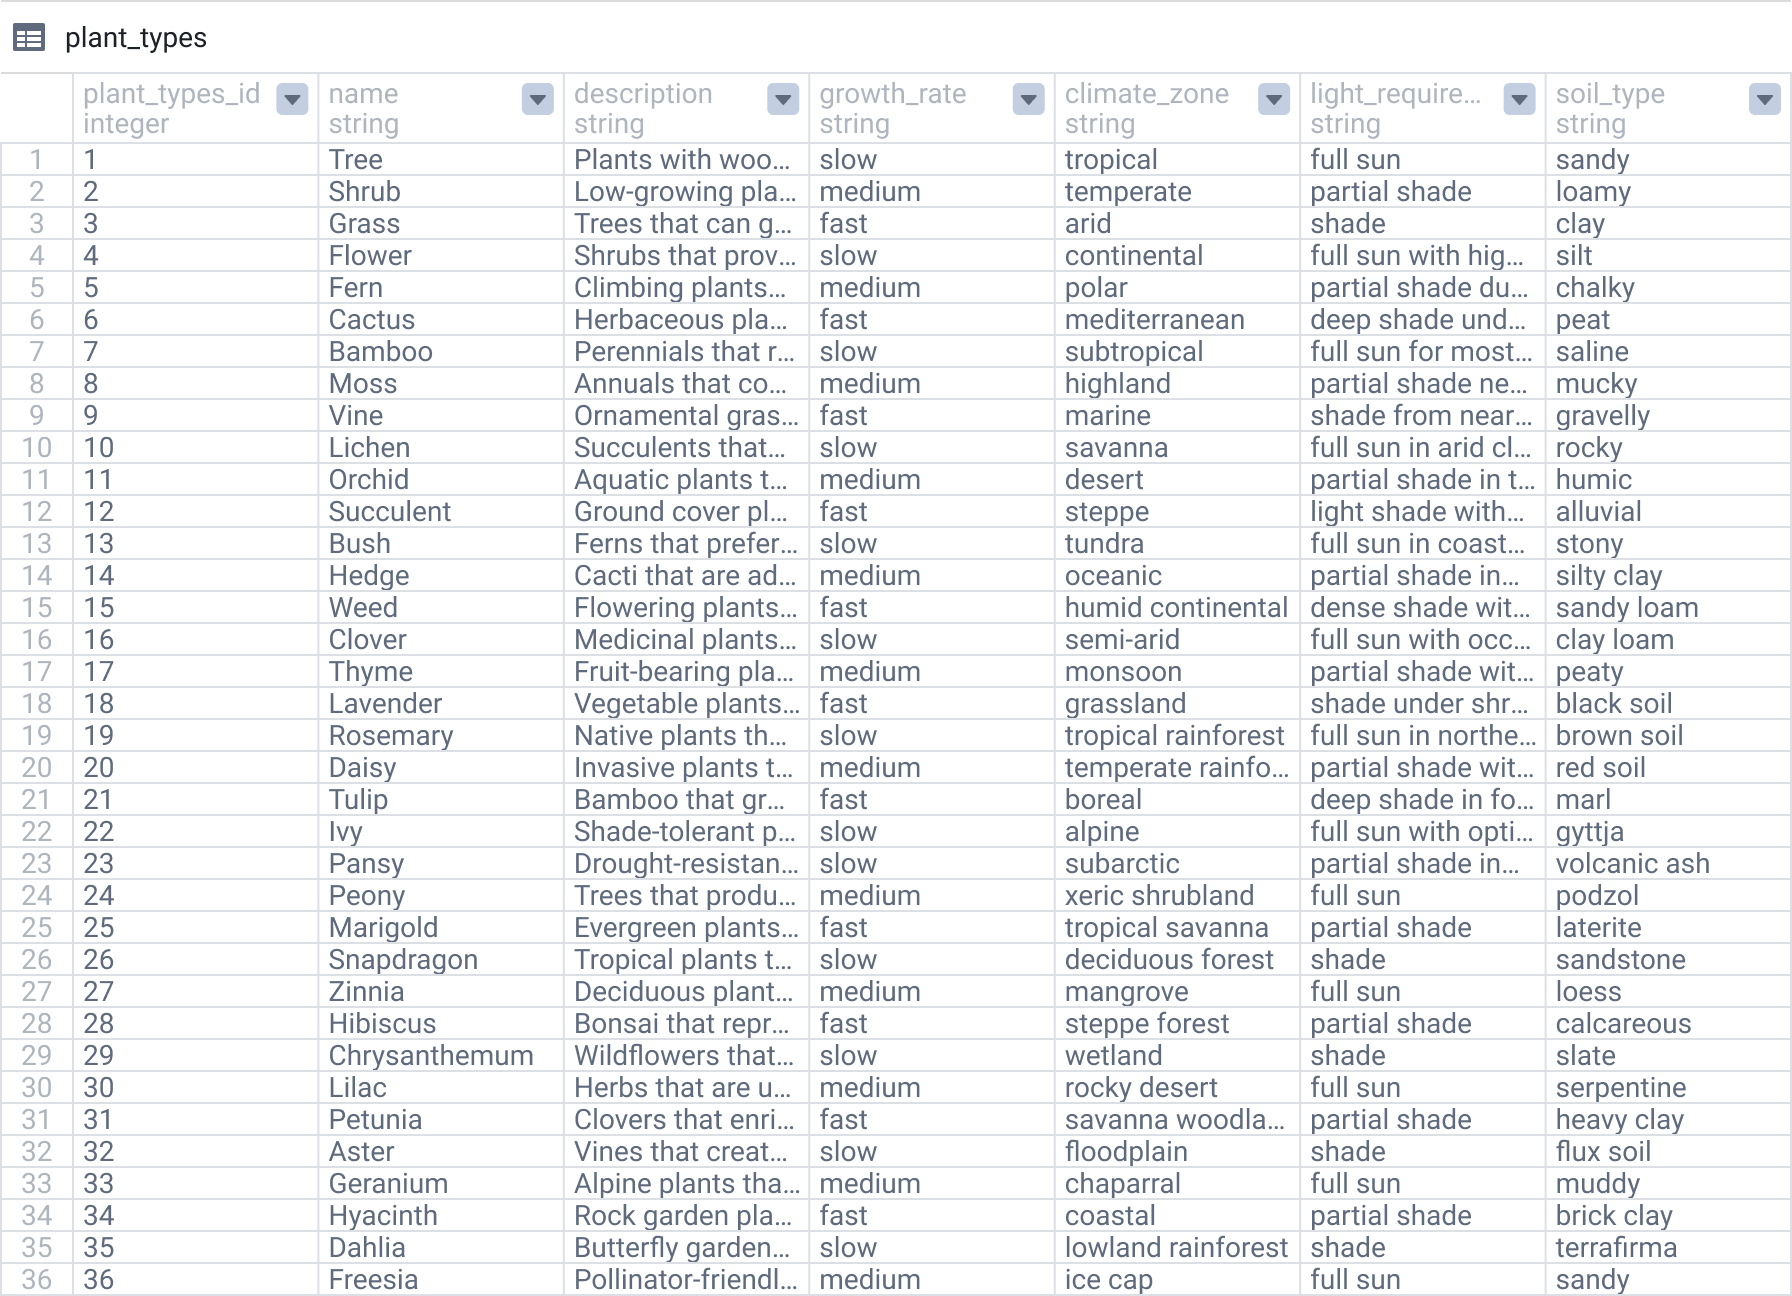 plant_types
plant_types_id name description growth_rate climate_zone light_require... soil_type
integer string string string string string string
1 1 Tree Plants with woo... slow tropical full sun sandy
2 2 Shrub Low-growing pla... medium temperate partial shade loamy
3 3 Grass Trees that can g... fast arid shade clay
4 4 Flower Shrubs that prov... slow continental full sun with hig... silt
5 5 Fern Climbing plants... medium polar partial shade du... chalky
6 6 Cactus Herbaceous pla... fast mediterranean deep shade und... peat
7 7 Bamboo Perennials that r... slow subtropical full sun for most... saline
8 8 Moss Annuals that co... medium highland partial shade ne... mucky
9 9 Vine Ornamental gras... fast marine shade from near... gravelly
10 10 Lichen Succulents that... slow savanna full sun in arid cl... rocky
11 11 Orchid Aquatic plants t... medium desert partial shade in t... humic
12 12 Succulent Ground cover pl... fast steppe light shade with... alluvial
13 13 Bush Ferns that prefer... slow tundra full sun in coast... stony
14 14 Hedge Cacti that are ad... medium oceanic partial shade in... silty clay
15 15 Weed Flowering plants... fast humid continental dense shade wit... sandy loam
16 16 Clover Medicinal plants... slow semi-arid full sun with occ... clay loam
17 17 Thyme Fruit-bearing pla... medium monsoon partial shade wit... peaty
18 18 Lavender Vegetable plants... fast grassland shade under shr... black soil
19 19 Rosemary Native plants th... slow tropical rainforest full sun in northe... brown soil
20 20 Daisy Invasive plants t... medium temperate rainfo... partial shade wit... red soil
21 21 Tulip Bamboo that gr... fast boreal deep shade in fo... marl
22 22 Ivy Shade-tolerant p... slow alpine full sun with opti... gyttja
23 23 Pansy Drought-resistan... slow subarctic partial shade in... volcanic ash
24 24 Peony Trees that produ... medium xeric shrubland full sun podzol
25 25 Marigold Evergreen plants... fast tropical savanna partial shade laterite
26 26 Snapdragon Tropical plants t... slow deciduous forest shade sandstone
27 27 Zinnia Deciduous plant... medium mangrove full sun loess
28 28 Hibiscus Bonsai that repr... fast steppe forest partial shade calcareous
29 29 Chrysanthemum Wildflowers that... slow wetland shade slate
30 30 Lilac Herbs that are u... medium rocky desert full sun serpentine
31 31 Petunia Clovers that enri... fast savanna woodla... partial shade heavy clay
32 32 Aster Vines that creat... slow floodplain shade flux soil
33 33 Geranium Alpine plants tha... medium chaparral full sun muddy
34 34 Hyacinth Rock garden pla... fast coastal partial shade brick clay
35 35 Dahlia Butterfly garden... slow lowland rainforest shade terrafirma
36 36 Freesia Pollinator-friendl... medium ice cap full sun sandy